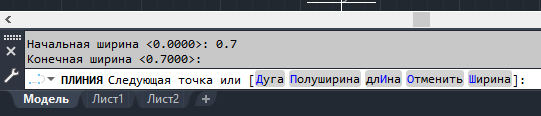 Начальная ширина <0.0000>: 0.7
Конечная ширина <0.7000>:
ПЛИНИЯ Следующая точка или [Дуга Полуширина длИна Отменить Ширина]:
Модель Лист1 Лист2 +